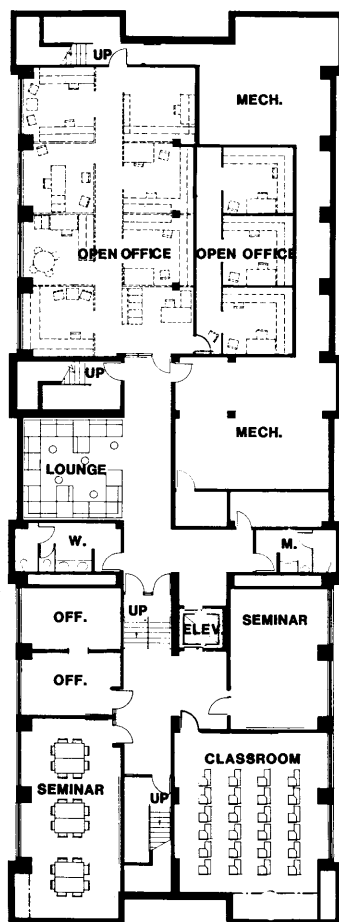 UP
MECH.
OPEN OFFICE
OPEN OFFICE
UP
MECH.
LOUNGE
W.
M.
OFF.
UP
ELEV.
SEMINAR
OFF.
SEMINAR
UP
CLASSROOM